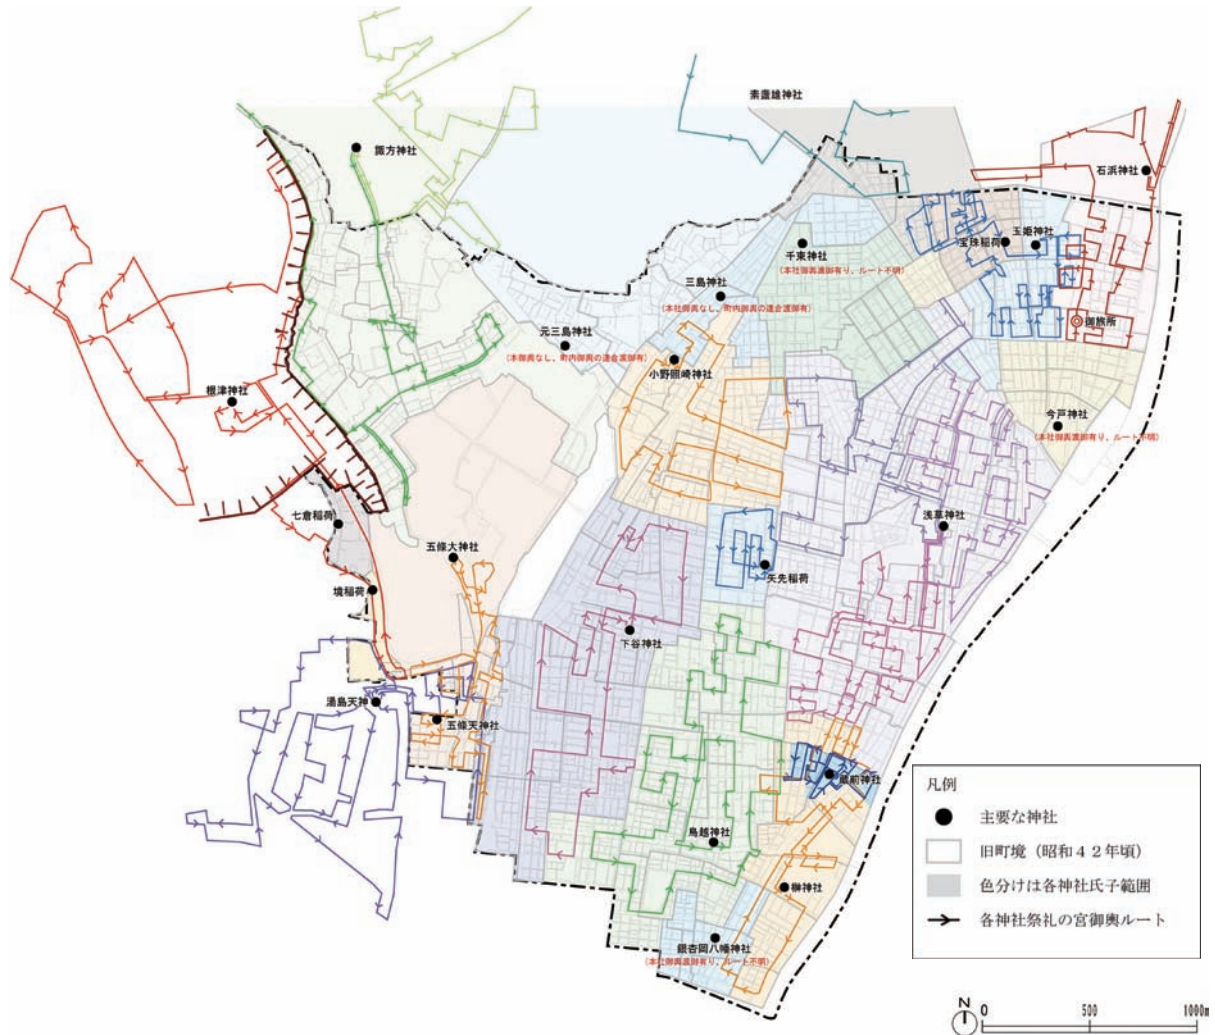 素盞雄神社
諏方神社
石浜神社
玉姫神社
宝珠稲荷
千束神社
(本社御輿渡御有り、ルート不明)
三島神社
(本社御輿なし、町内御輿の連合渡御有)
御旅所
元三島神社
(本御輿なし、町内御輿の連合渡御有)
小野照崎神社
根津神社
今戸神社
(本社御輿渡御有り、ルート不明)
七倉稲荷
浅草神社
五條大神社
矢先稲荷
境稲荷
下谷神社
湯島天神
五條天神社
蔵前神社
鳥越神社
榊神社
銀杏岡八幡神社
(本社御輿渡御有り、ルート不明)
凡例
主要な神社
旧町境(昭和42年頃)
色分けは各神社氏子範囲
各神社祭礼の宮御輿ルート
N
0 500 1000m